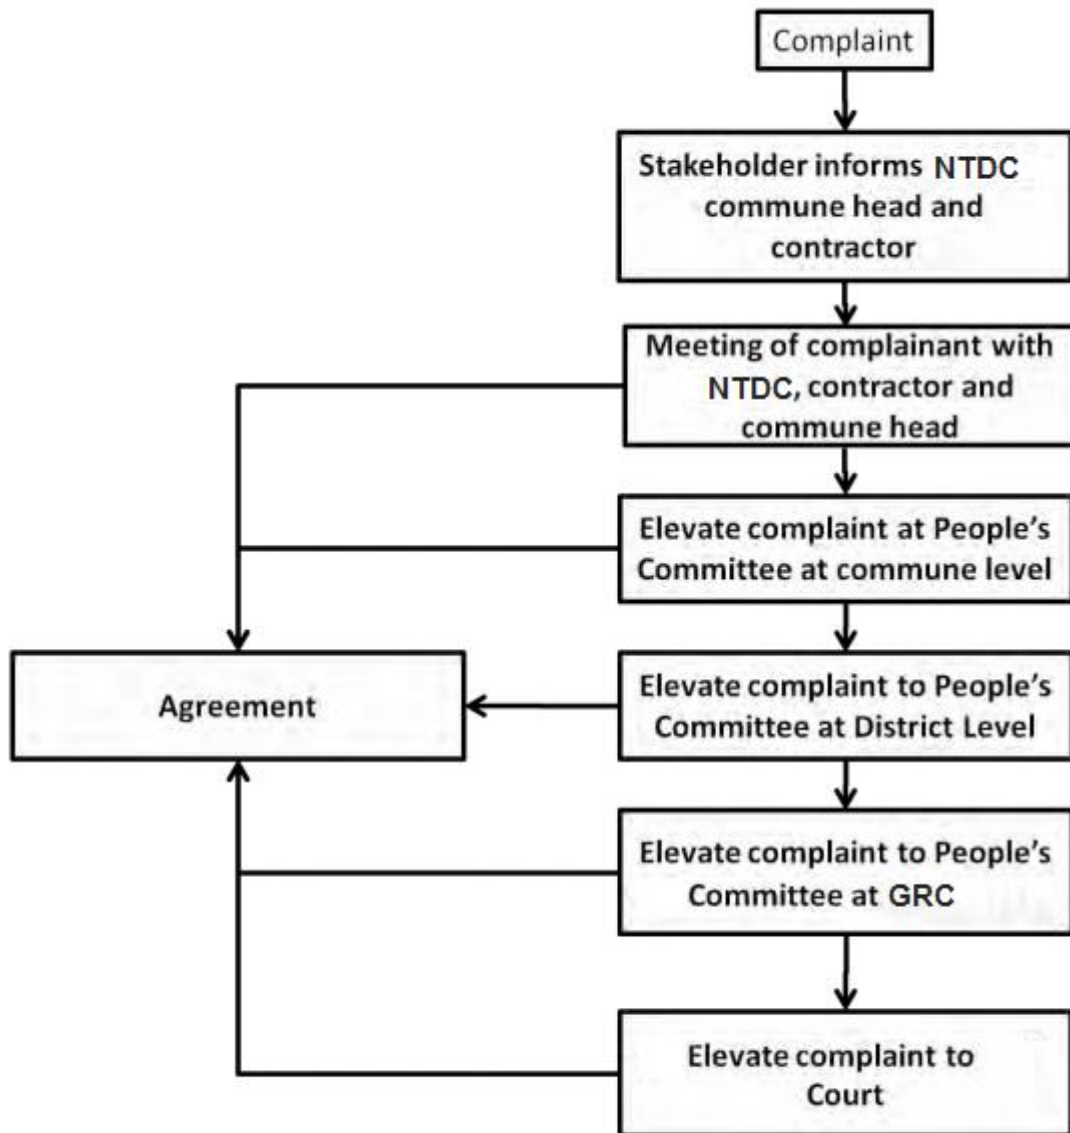 Complaint
Stakeholder informs NTDC
commune head and
contractor
Meeting of complainant with
NTDC, contractor and
commune head
Elevate complaint at People’s
Committee at commune level
Agreement
Elevate complaint to People’s
Committee at District Level
Elevate complaint to People’s
Committee at GRC
Elevate complaint to
Court